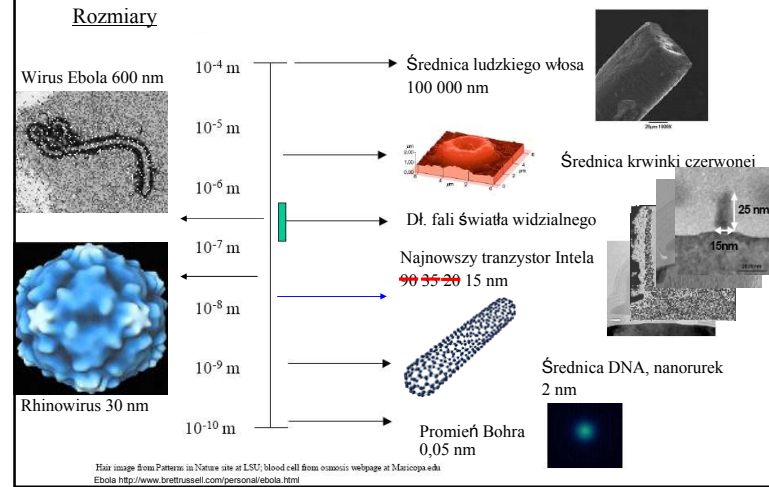 Rozmiary
Wirus Ebola 600 nm
10-4 m
10-5 m
10-6 m
10-7 m
10-8 m
10-9 m
10-10 m
Rhinowirus 30 nm
Średnica ludzkiego włosa
100 000 nm
Średnica krwinki czerwonej
Dł. fali światła widzialnego
Najnowszy tranzystor Intela
90 35 20 15 nm
25 nm
15nm
Średnica DNA, nanorurek
2 nm
Promień Bohra
0,05 nm
Hair image from Patterns in Nature site at LSU; blood cell from osmosis webpage at Maricopa.edu
Ebola http://www.brettrussell.com/personal/ebola.html